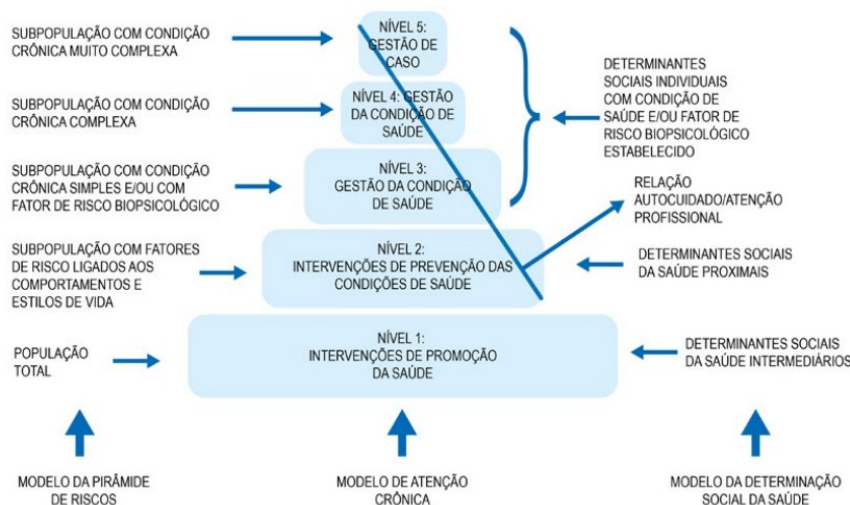 SUBPOPULAÇÃO COM CONDIÇÃO
CRÔNICA MUITO COMPLEXA
NÍVEL 5:
GESTÃO DE
CASO
SUBPOPULAÇÃO COM CONDIÇÃO
CRÔNICA COMPLEXA
NÍVEL 4: GESTÃO
DA CONDIÇÃO DE
SAÚDE
DETERMINANTES
SOCIAIS INDIVIDUAIS
COM CONDIÇÃO DE
SAÚDE E/OU FATOR DE
RISCO BIOPSICOLÓGICO
ESTABELECIDO
SUBPOPULAÇÃO COM CONDIÇÃO
CRÔNICA SIMPLES E/OU COM
FATOR DE RISCO BIOPSICOLÓGICO
NÍVEL 3:
GESTÃO DA CONDIÇÃO
DE SAÚDE
RELAÇÃO
AUTOCUIDADO/ATENÇÃO
PROFISSIONAL
SUBPOPULAÇÃO COM FATORES
DE RISCO LIGADOS AOS
COMPORTAMENTOS E
ESTILOS DE VIDA
NÍVEL 2:
INTERVENÇÕES DE PREVENÇÃO DAS
CONDIÇÕES DE SAÚDE
DETERMINANTES SOCIAIS
DA SAÚDE PROXIMAIS
POPULAÇÃO
TOTAL
NÍVEL 1:
INTERVENÇÕES DE PROMOÇÃO
DA SAÚDE
DETERMINANTES SOCIAIS
DA SAÚDE INTERMEDIÁRIOS
MODELO DA PIRÂMIDE
DE RISCOS
MODELO DE ATENÇÃO
CRÔNICA
MODELO DA DETERMINAÇÃO
SOCIAL DA SAÚDE